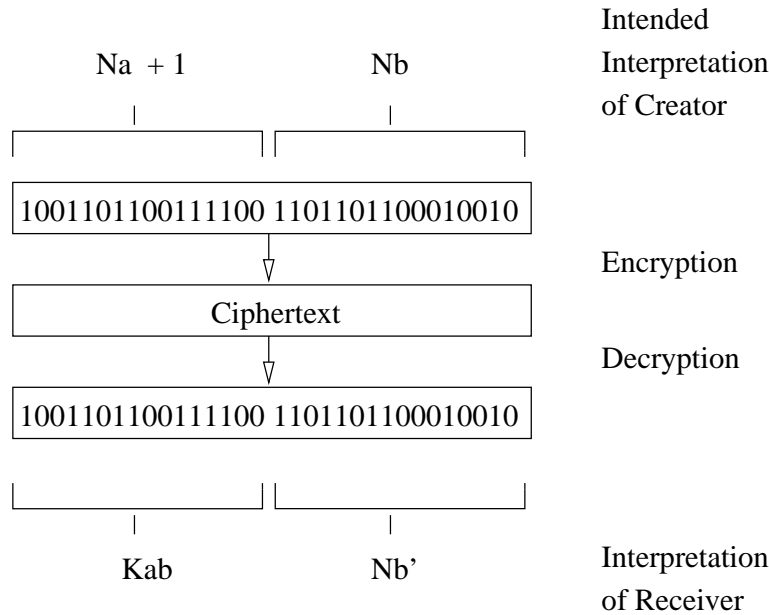 Intended
Na + 1 Nb Interpretation
of Creator
1001101100111100 1101101100010010
Encryption
Ciphertext
Decryption
1001101100111100 1101101100010010
Kab Nb’ Interpretation
of Receiver